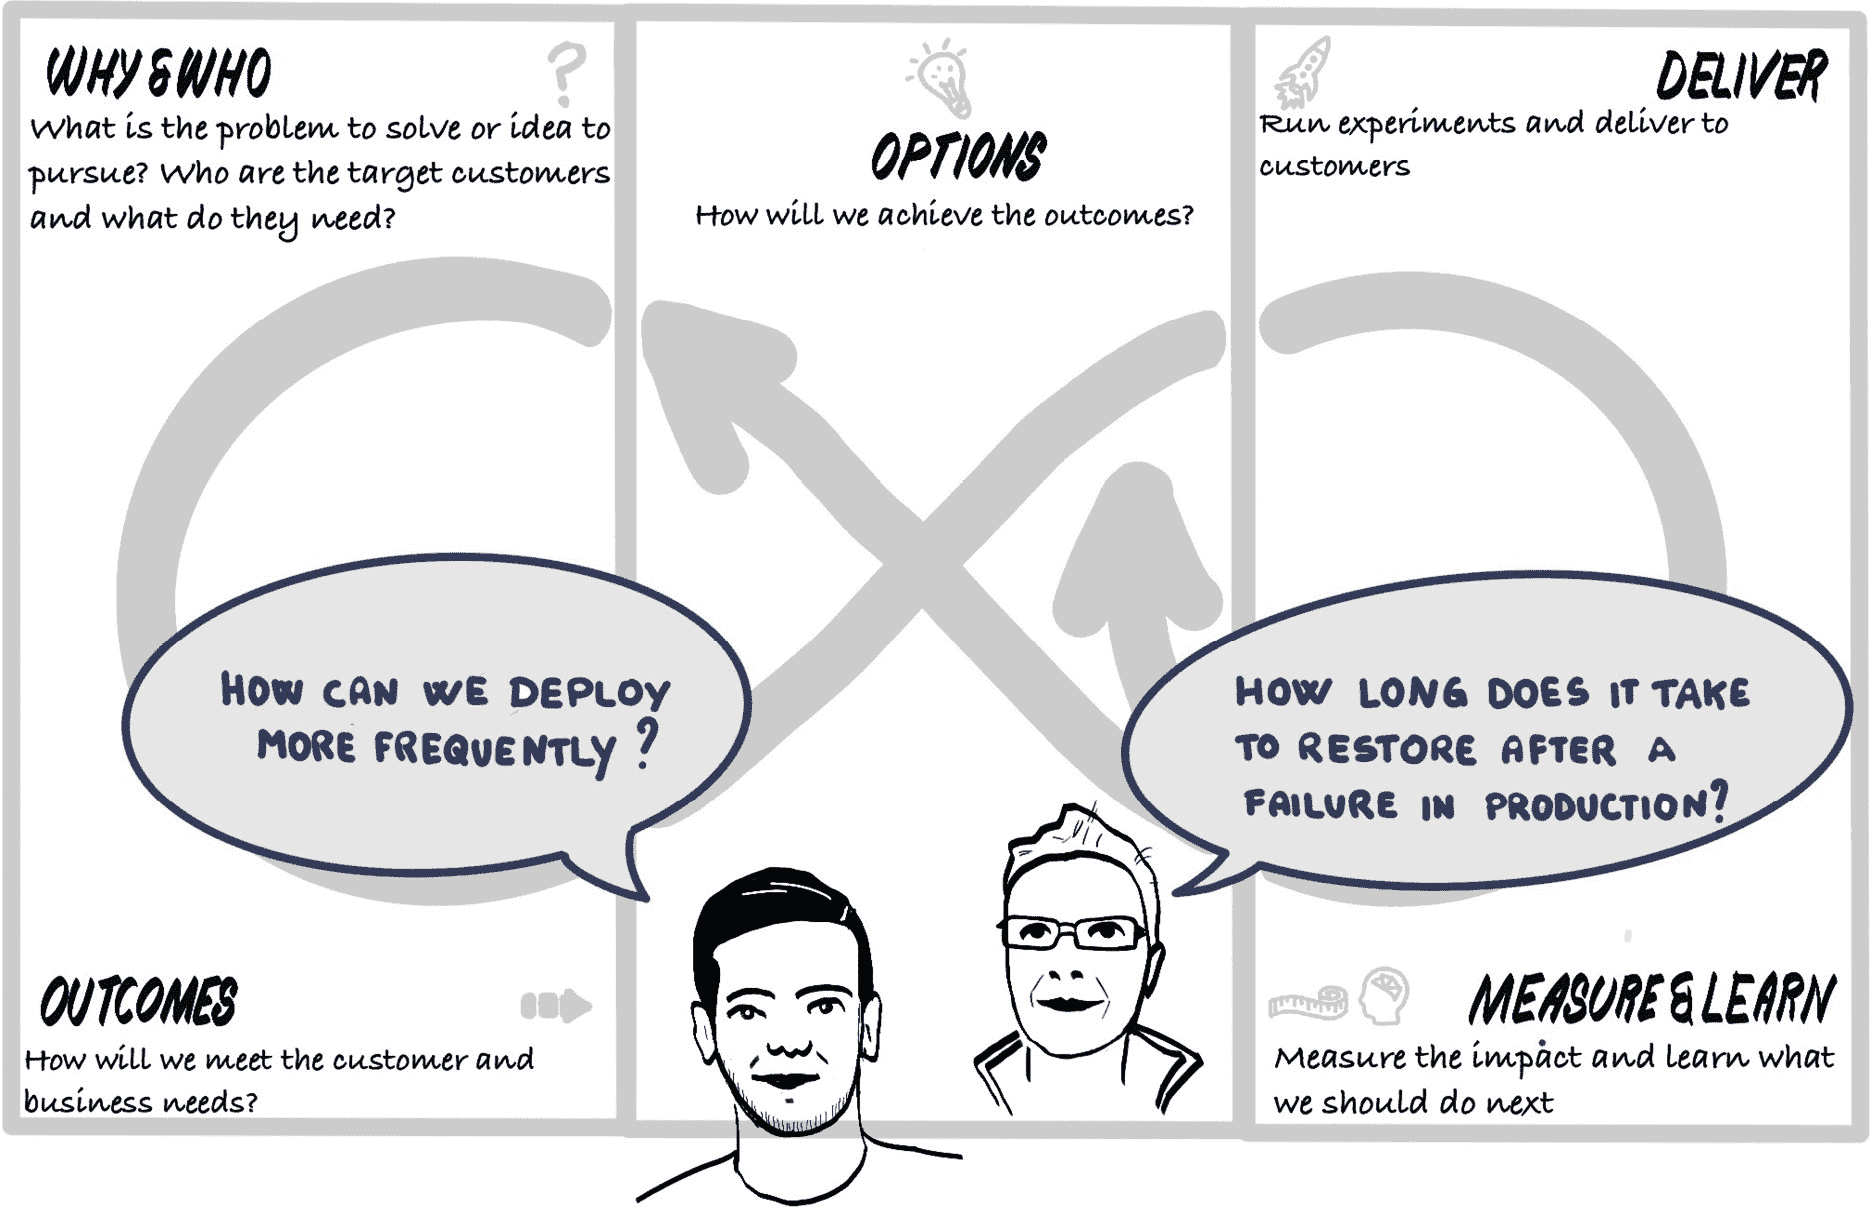 WHY & WHO
What is the problem to solve or idea to
pursue? Who are the target customers
and what do they need?
OPTIONS
How will we achieve the outcomes?
DELIVER
Run experiments and deliver to
customers
HOW CAN WE DEPLOY
MORE FREQUENTLY?
HOW LONG DOES IT TAKE
TO RESTORE AFTER A
FAILURE IN PRODUCTION?
OUTCOMES
How will we meet the customer and
business needs?
MEASURE & LEARN
Measure the impact and learn what
we should do next